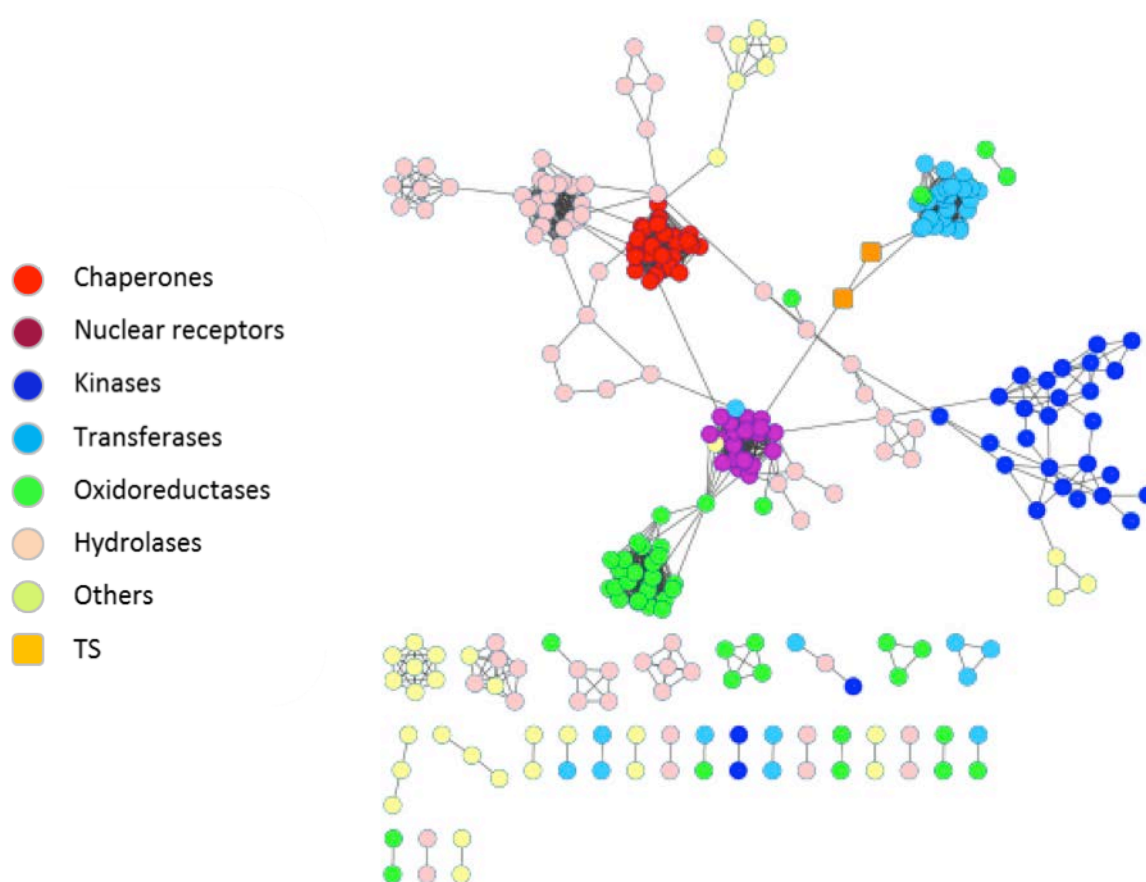 Chaperones
Nuclear receptors
Kinases
Transferases
Oxidoreductases
Hydrolases
Others
TS